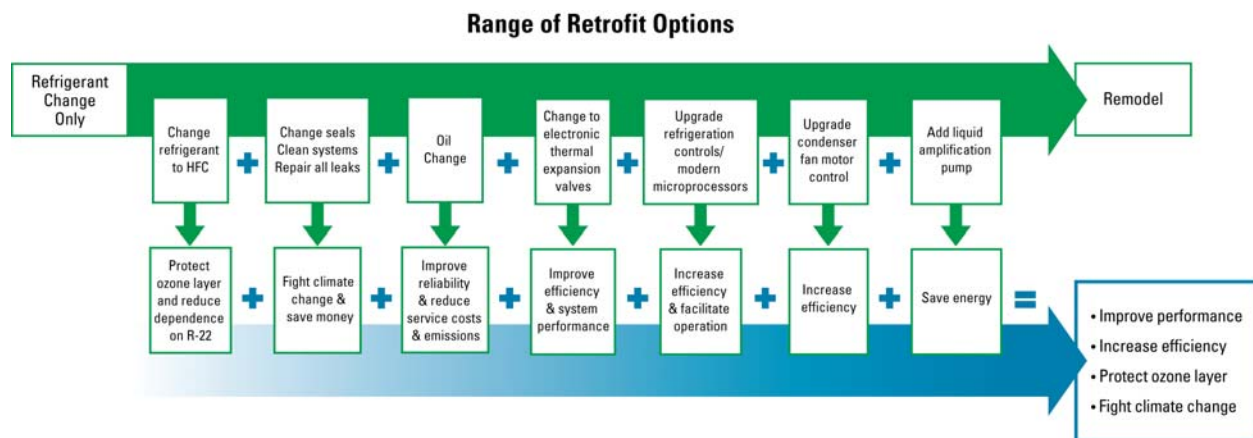 Range of Retrofit Options
Refrigerant
Change
Only
Change
refrigerant
to HFC
+
Change seals
Clean systems
Repair all leaks
+
Oil
Change
+
Change to
electronic
thermal
expansion
valves
+
Upgrade
refrigeration
controls/
modern
microprocessors
+
Upgrade
condenser
fan motor
control
+
Add liquid
amplification
pump
Remodel
Protect
ozone layer
and reduce
dependence
on R-22
+
Fight climate
change &
save money
+
Improve
reliability
& reduce
service costs
& emissions
+
Improve
efficiency
& system
performance
+
Increase
efficiency
& facilitate
operation
+
Increase
efficiency
+
Save energy
=
• Improve performance
• Increase efficiency
• Protect ozone layer
• Fight climate change